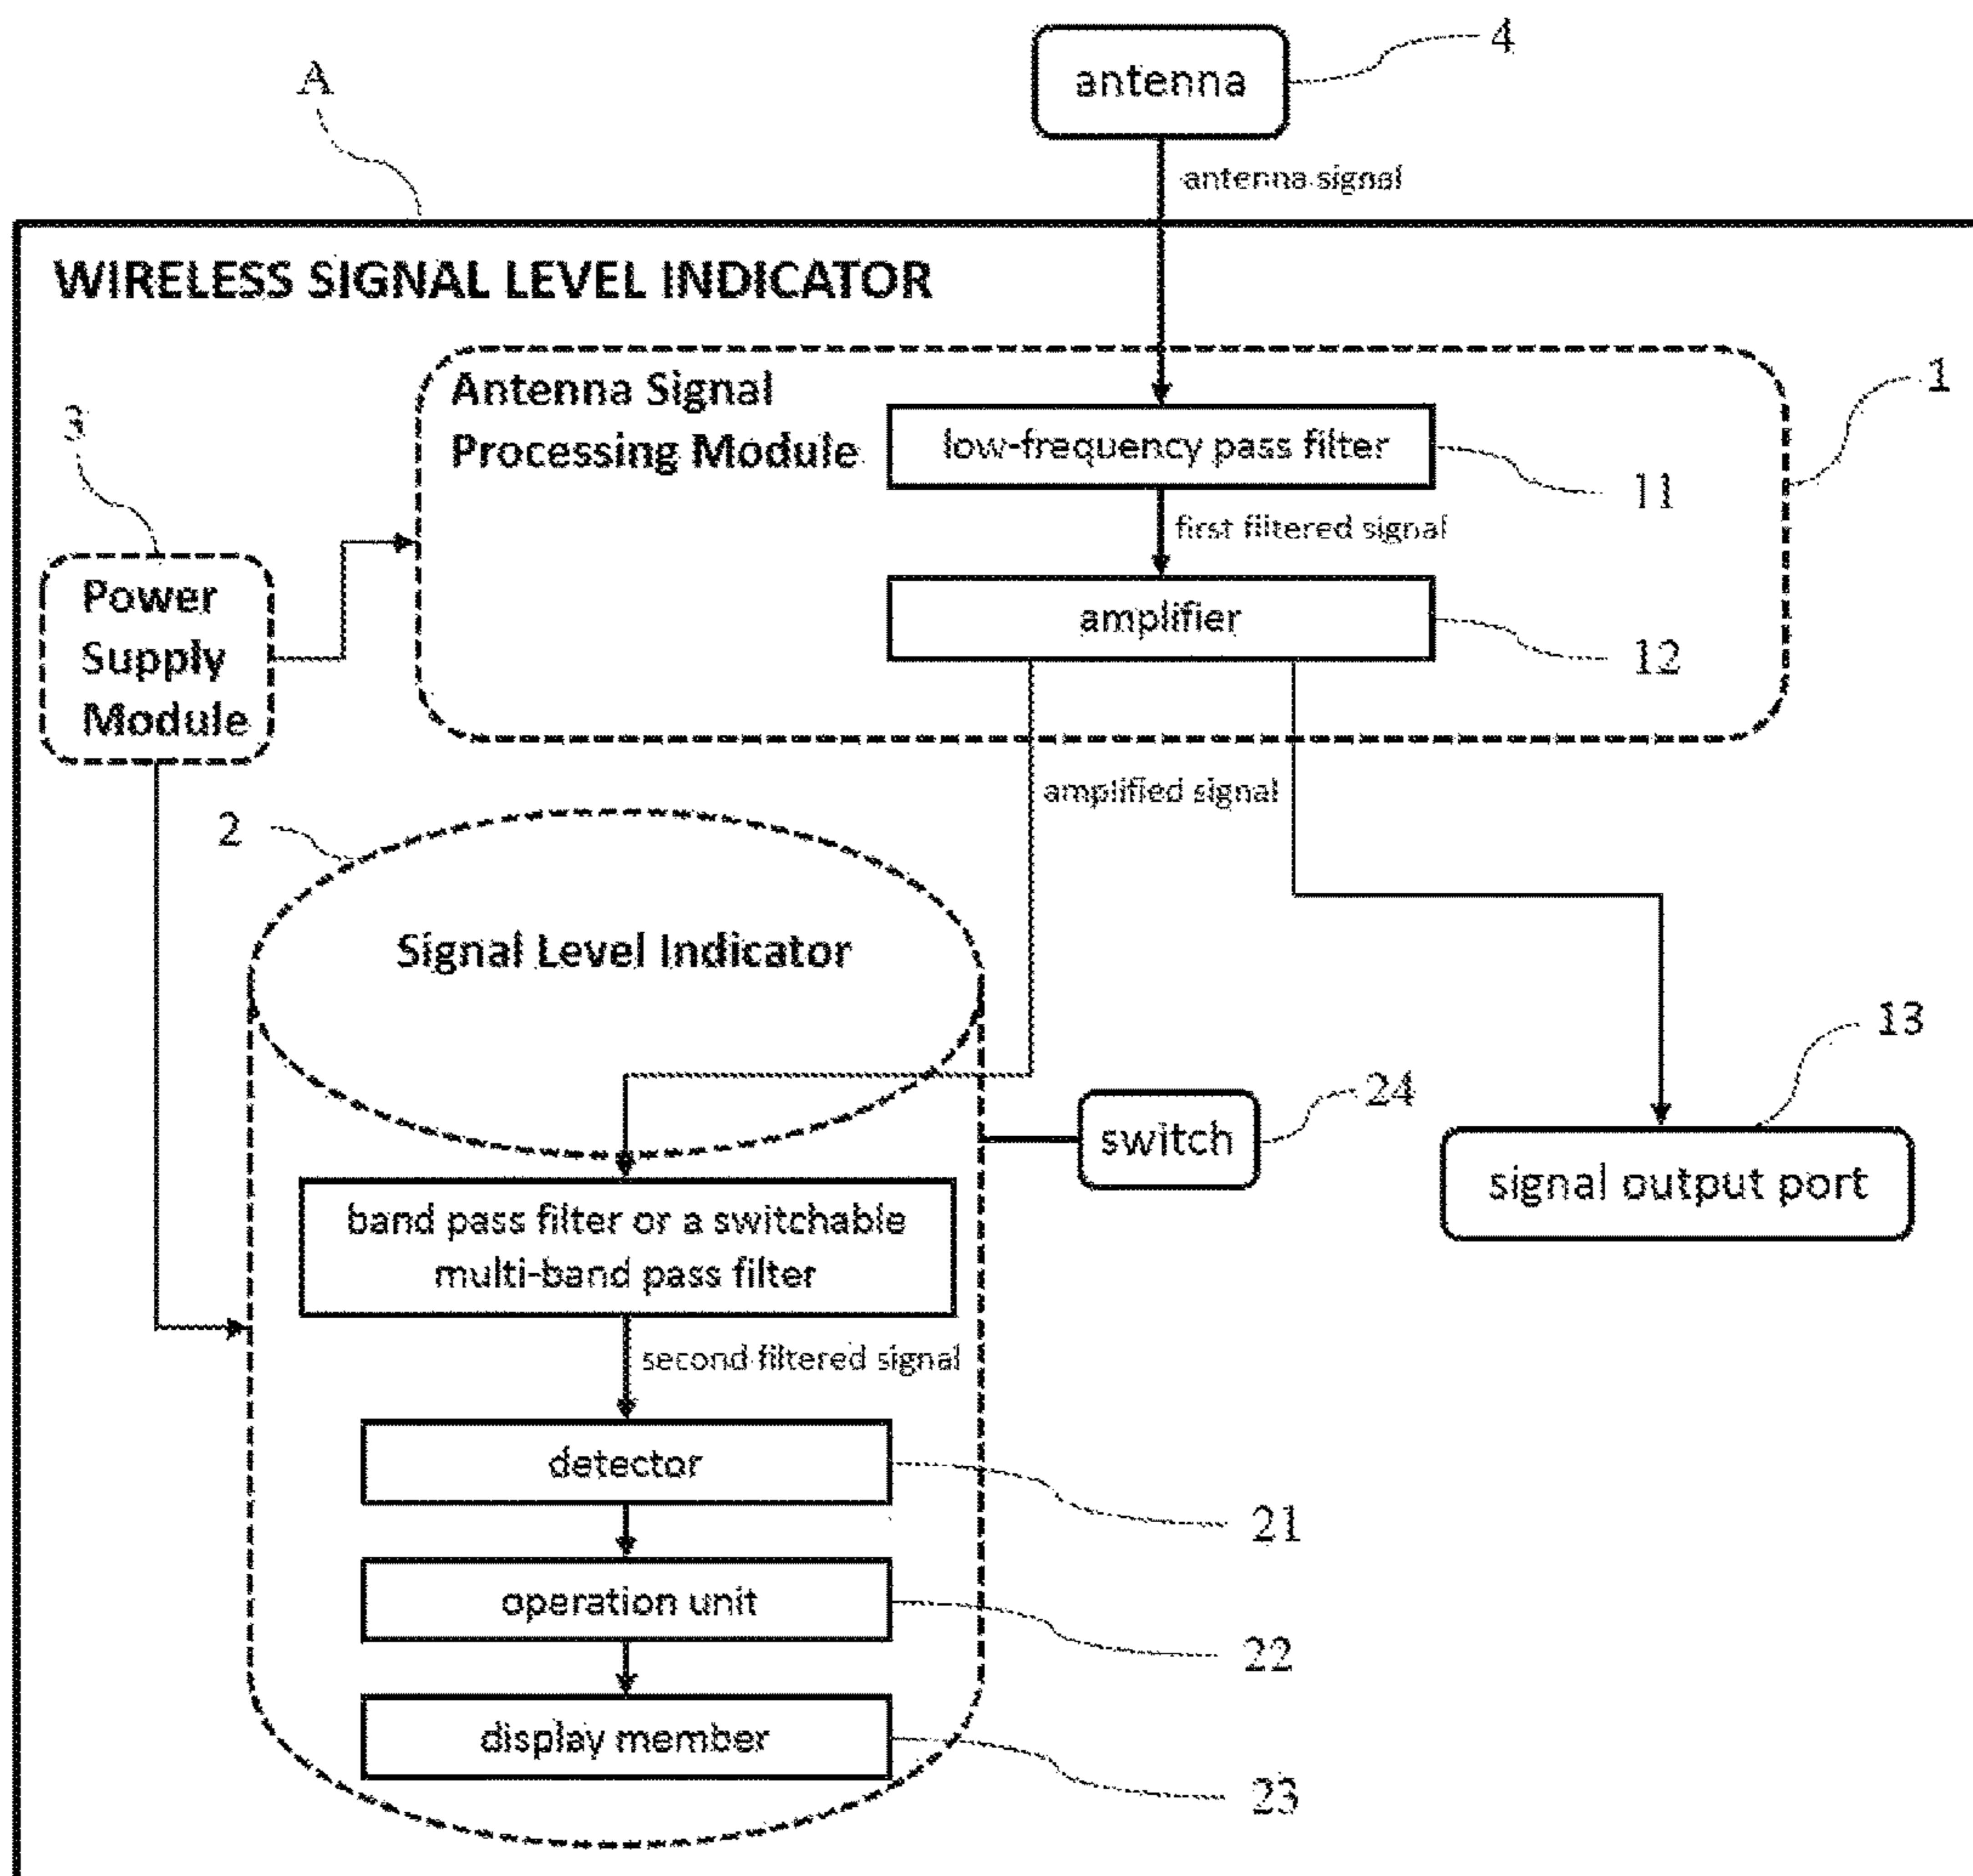 4
antenna
A
antenna signal
WIRELESS SIGNAL LEVEL INDICATOR
Antenna Signal
Processing Module
1
3
low-frequency pass filter
11
first filtered signal
Power
Supply
Module
amplifier
12
amplified signal
2
Signal Level Indicator
13
24
switch
signal output port
band pass filter or a switchable
multi-band pass filter
second filtered signal
detector
21
operation unit
22
display member
23